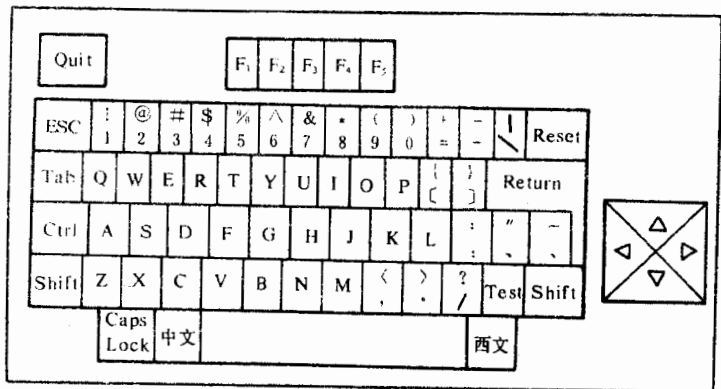 Quit F₁ F₂ F₃ F₄ F₅
! @ # $ % ^ & * ( ) + - |
ESC 1 2 3 4 5 6 7 8 9 0 = - \ Reset
{ }
Tab Q W E R T Y U I O P [ ] Return
: " ~
Ctrl A S D F G H J K L ; 、 、
< > ?
Shift Z X C V B N M , . / Test Shift
Caps
Lock 中文 西文